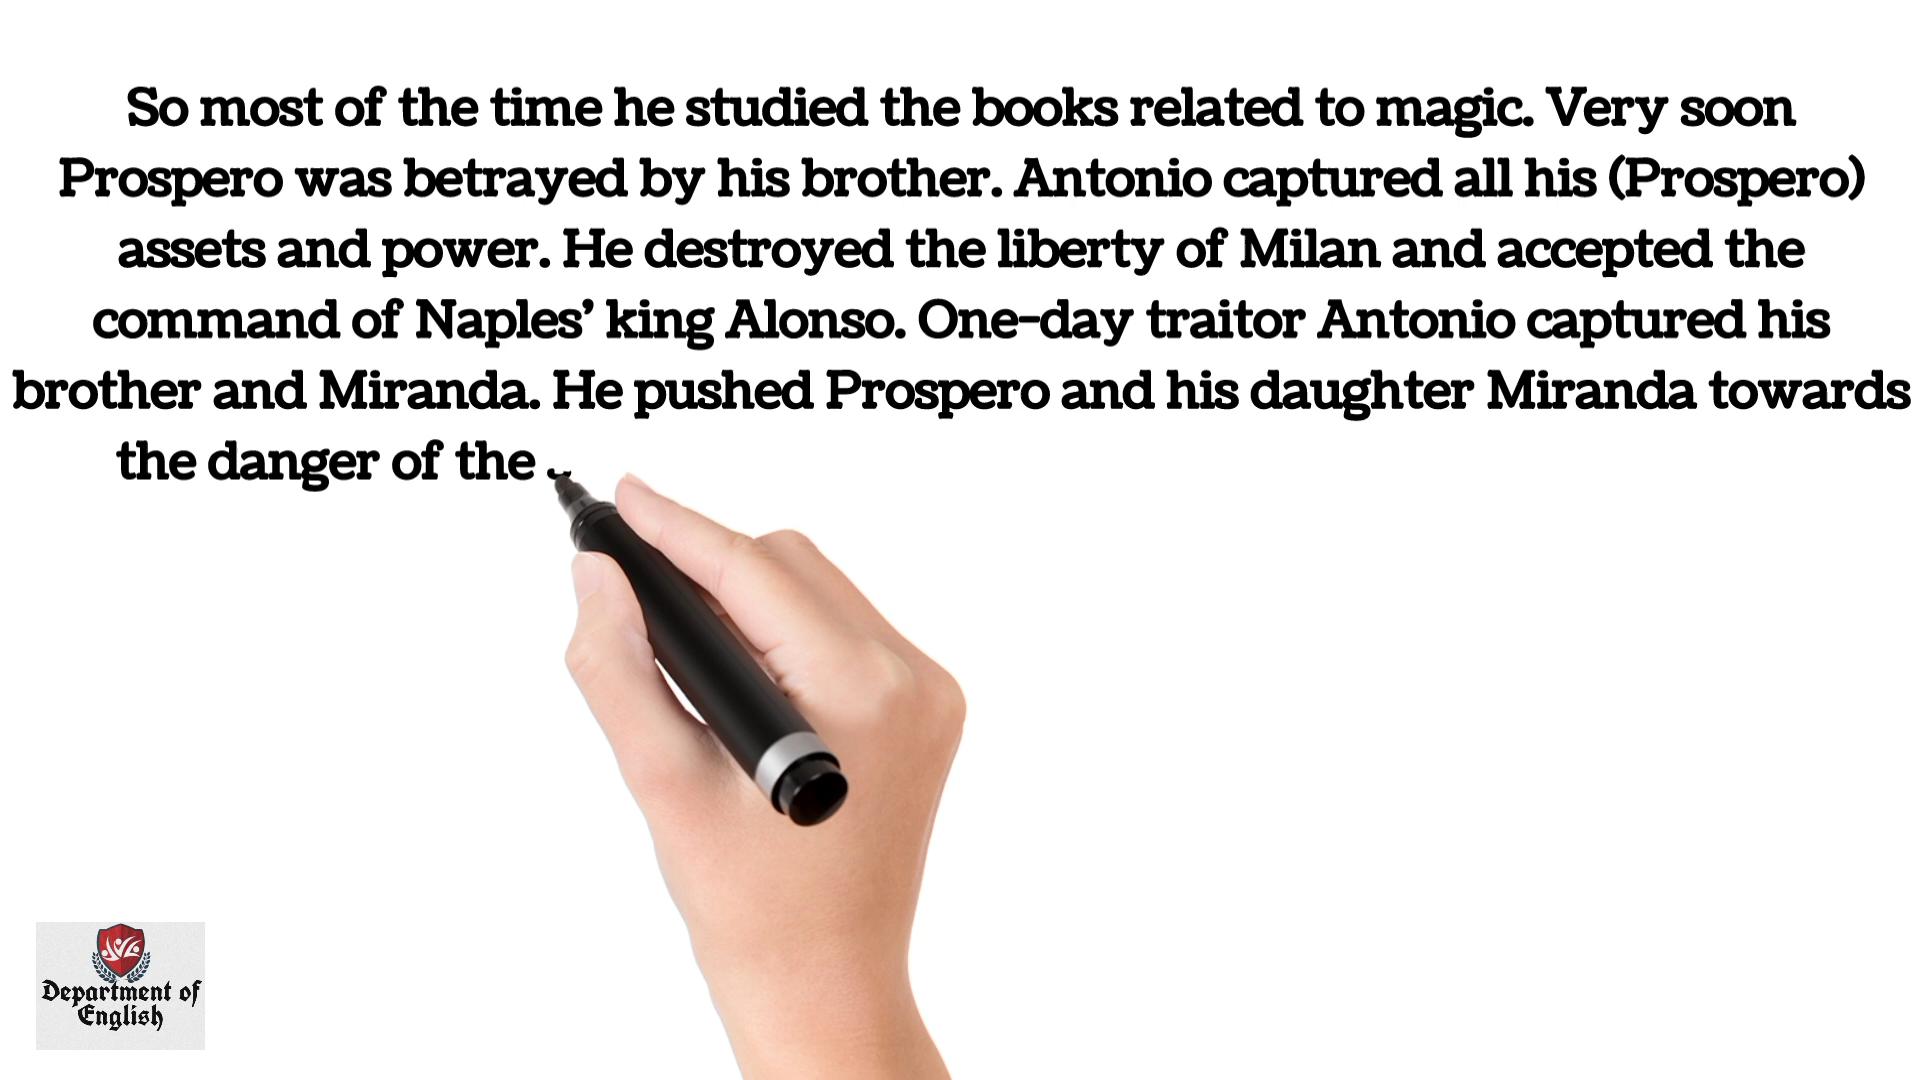 So most of the time he studied the books related to magic. Very soon
Prospero was betrayed by his brother. Antonio captured all his (Prospero)
assets and power. He destroyed the liberty of Milan and accepted the
command of Naples’ king Alonso. One-day traitor Antonio captured his
brother and Miranda. He pushed Prospero and his daughter Miranda towards
the danger of the
Department of
English